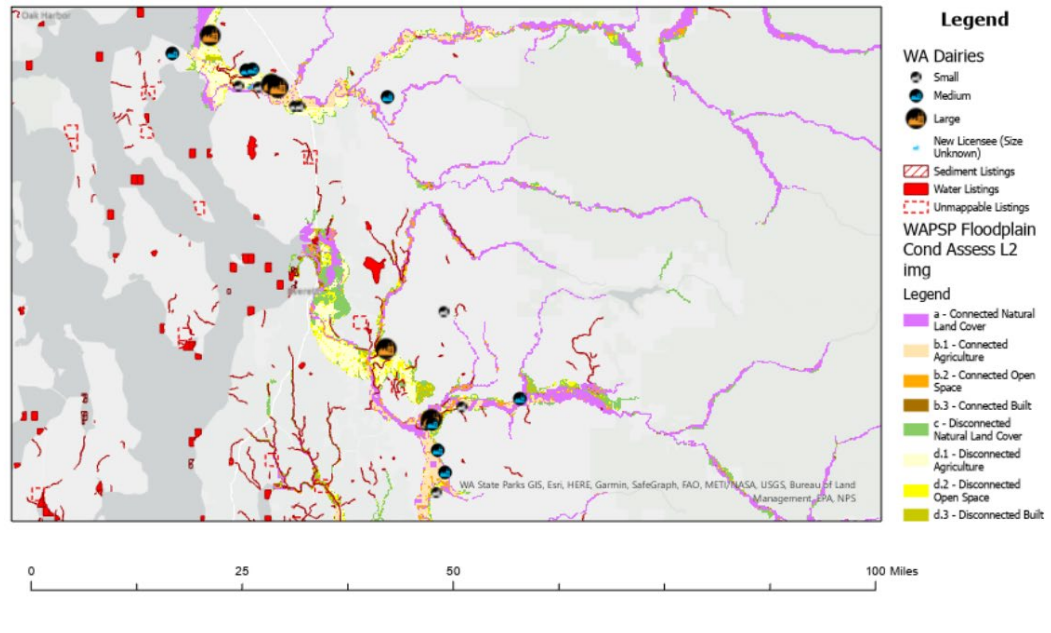 Oak Harbor
Everett
WA State Parks GIS, Esri, HERE, Garmin, SafeGraph, FAO, METI/NASA, USGS, Bureau of Land
Management, EPA, NPS
0
25
50
100 Miles
Legend
WA Dairies
Small
Medium
Large
New Licensee (Size
Unknown)
Sediment Listings
Water Listings
Unmappable Listings
WAPSP Floodplain
Cond Assess L2
img
Legend
a - Connected Natural
Land Cover
b.1 - Connected
Agriculture
b.2 - Connected Open
Space
b.3 - Connected Built
c - Disconnected
Natural Land Cover
d.1 - Disconnected
Agriculture
d.2 - Disconnected
Open Space
d.3 - Disconnected Built